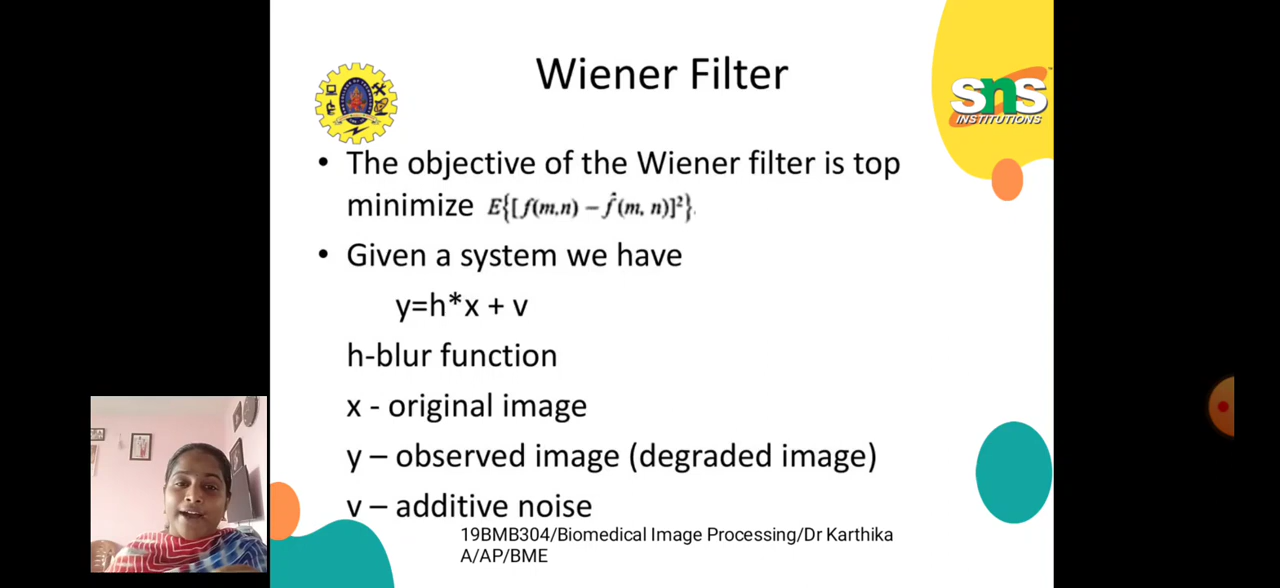 Wiener Filter
SNS
INSTITUTIONS
• The objective of the Wiener filter is top
minimize E{[f(m,n) – f̂(m, n)]²}.
• Given a system we have
y=h*x + v
h-blur function
x - original image
y – observed image (degraded image)
v – additive noise
19BMB304/Biomedical Image Processing/Dr Karthika
A/AP/BME